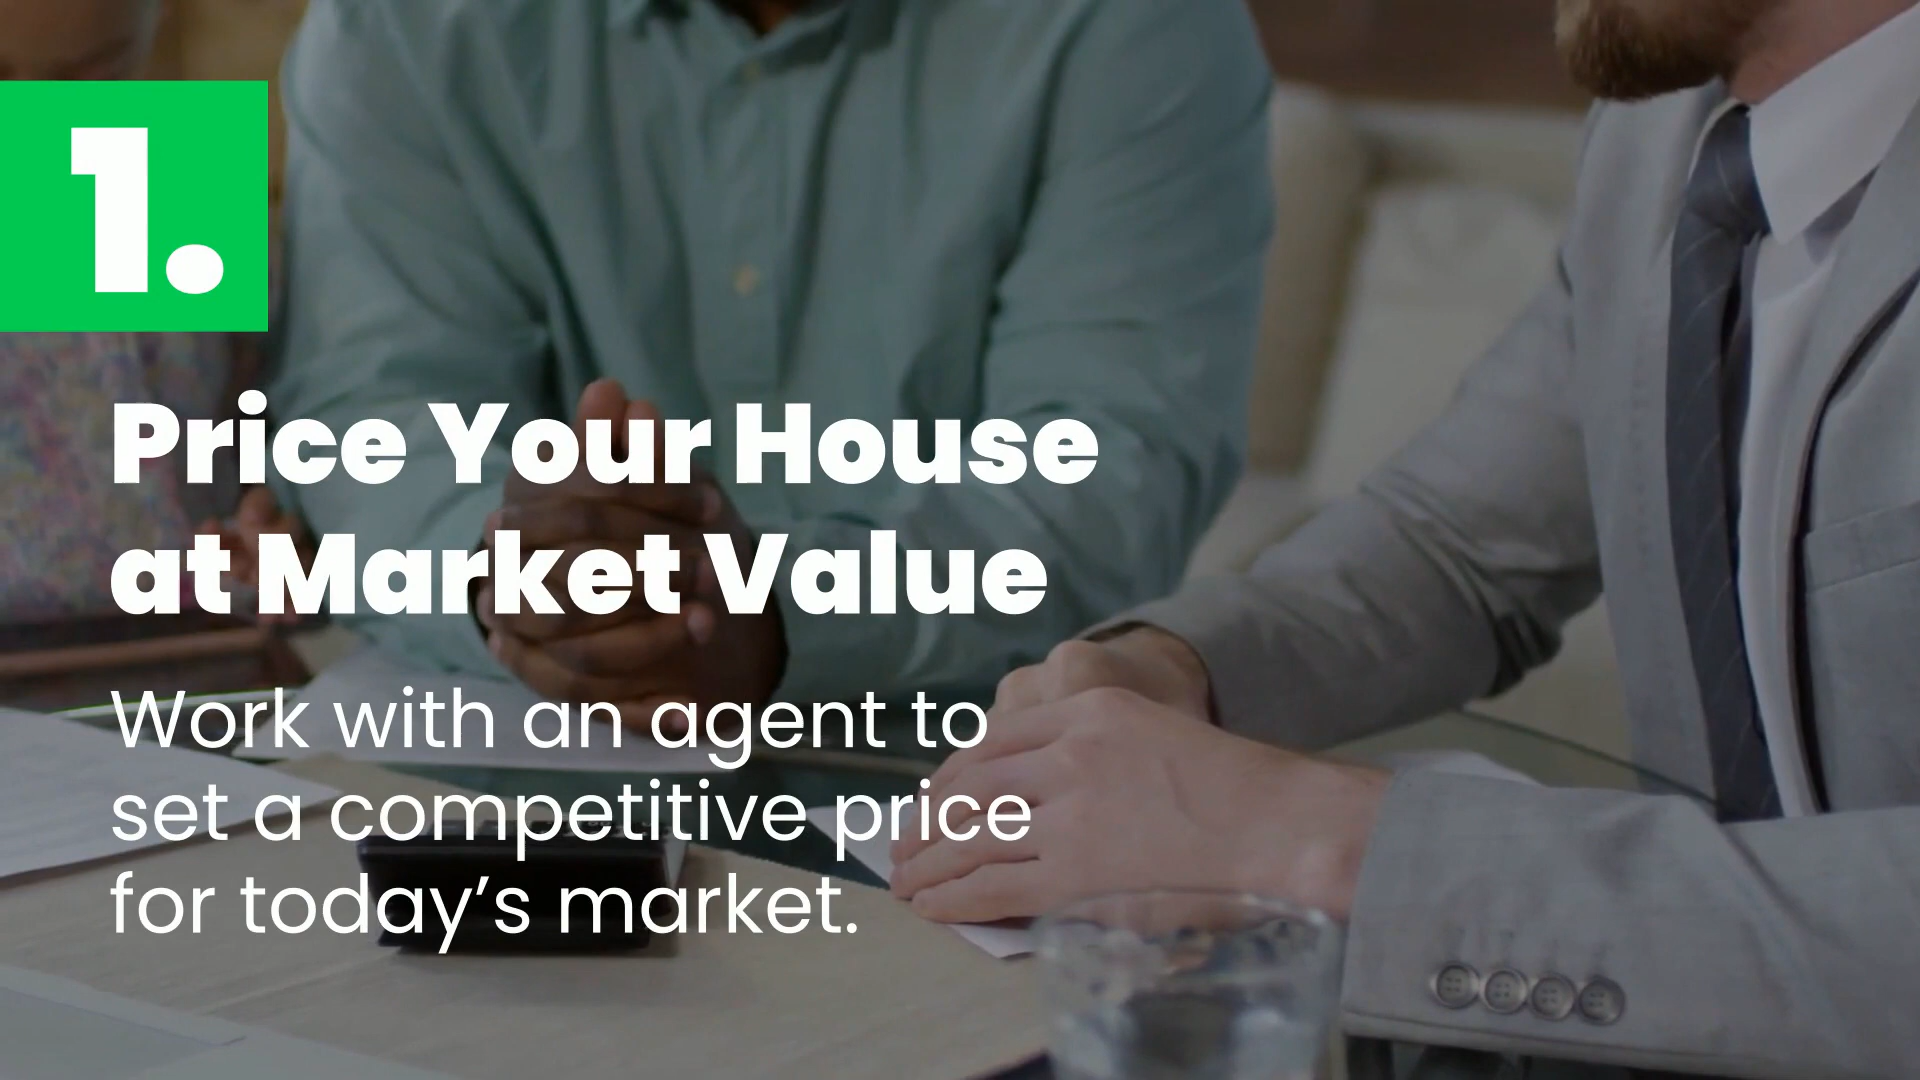 1.
Price Your House
at Market Value
Work with an agent to
set a competitive price
for today’s market.